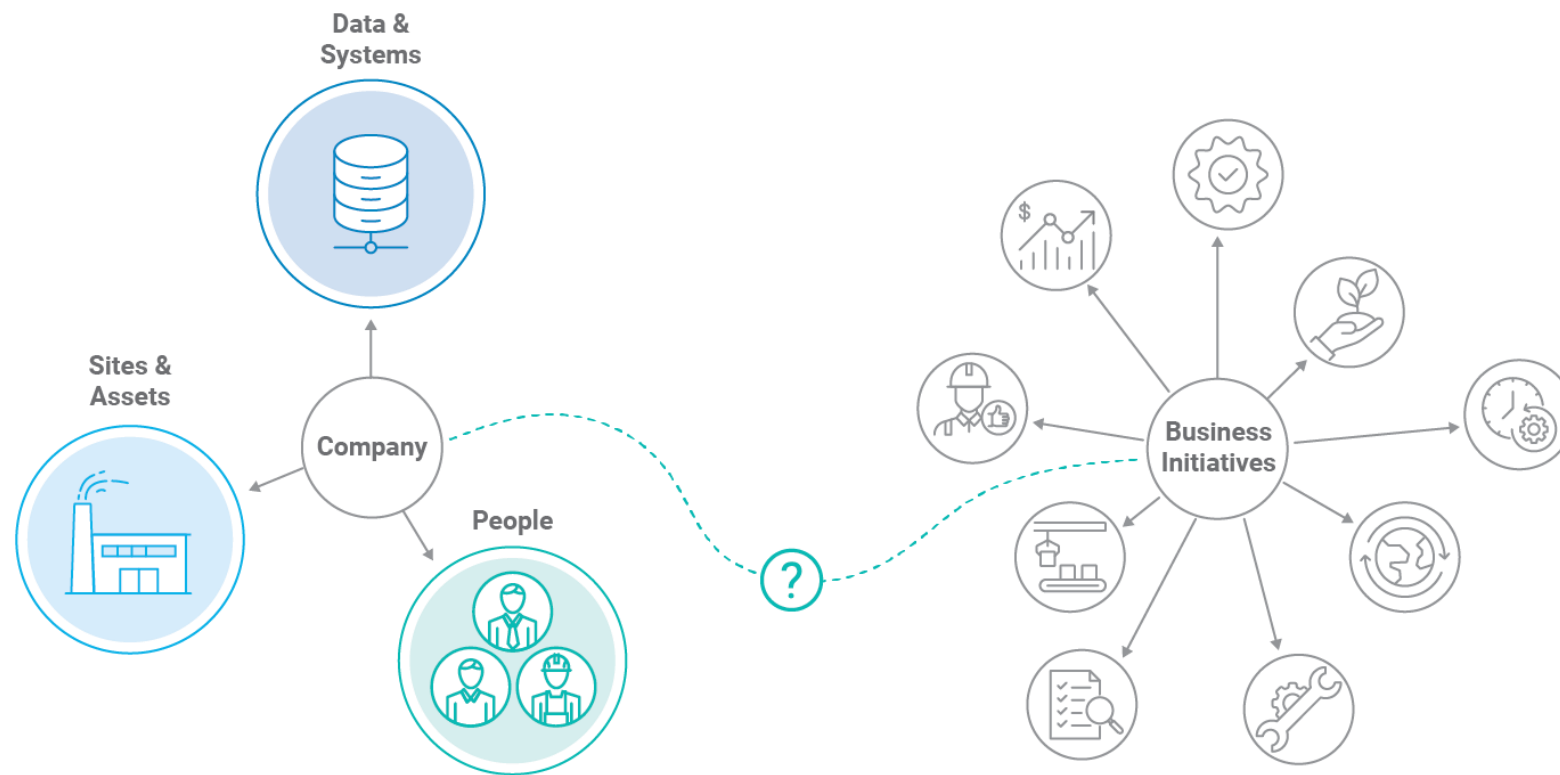 Data &
Systems
Sites &
Assets
Company
People
?
$
Business
Initiatives